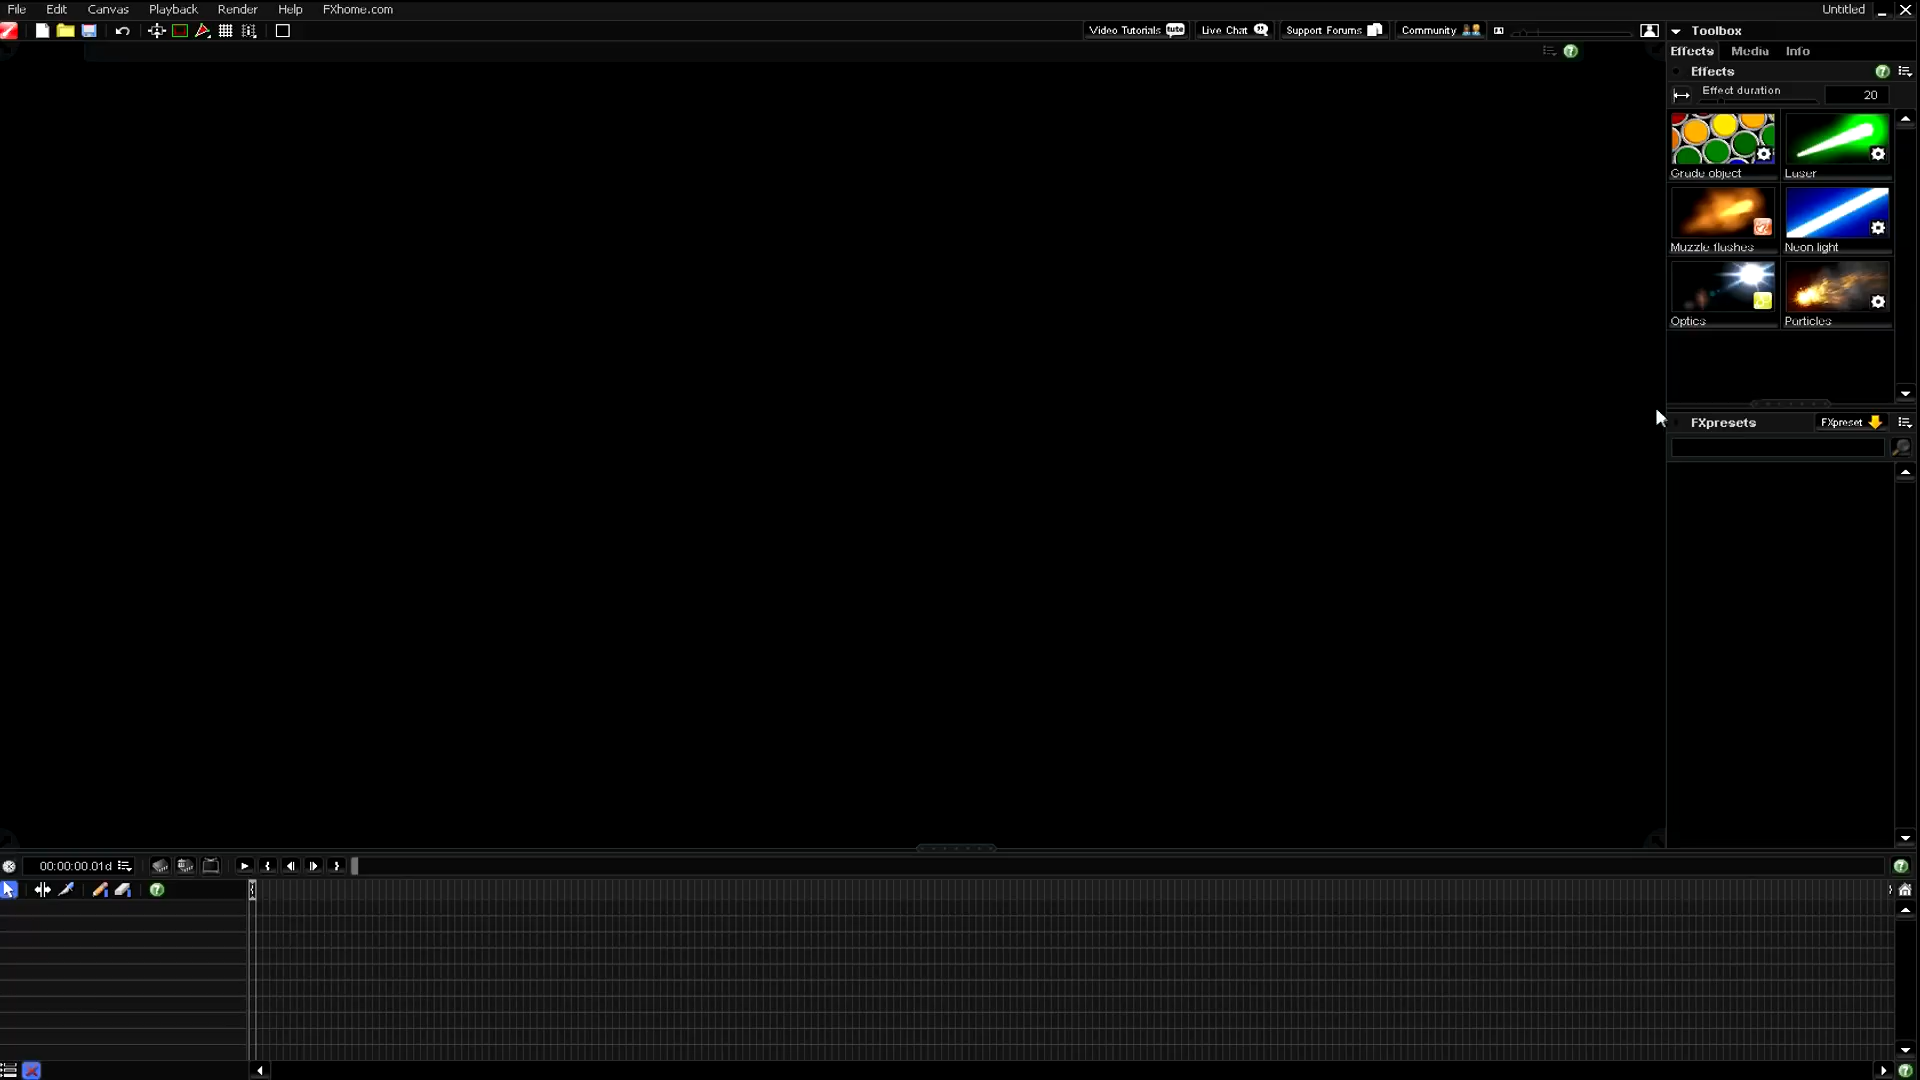 File Edit Canvas Playback Render Help FXhome.com Untitled
Video Tutorials tute Live Chat Support Forums Community Toolbox
Effects Media Info
Effects
Effect duration 20
Grade object Laser
Muzzle flashes Neon light
Optics Particles
FXpresets FXpreset
00:00:00.01d